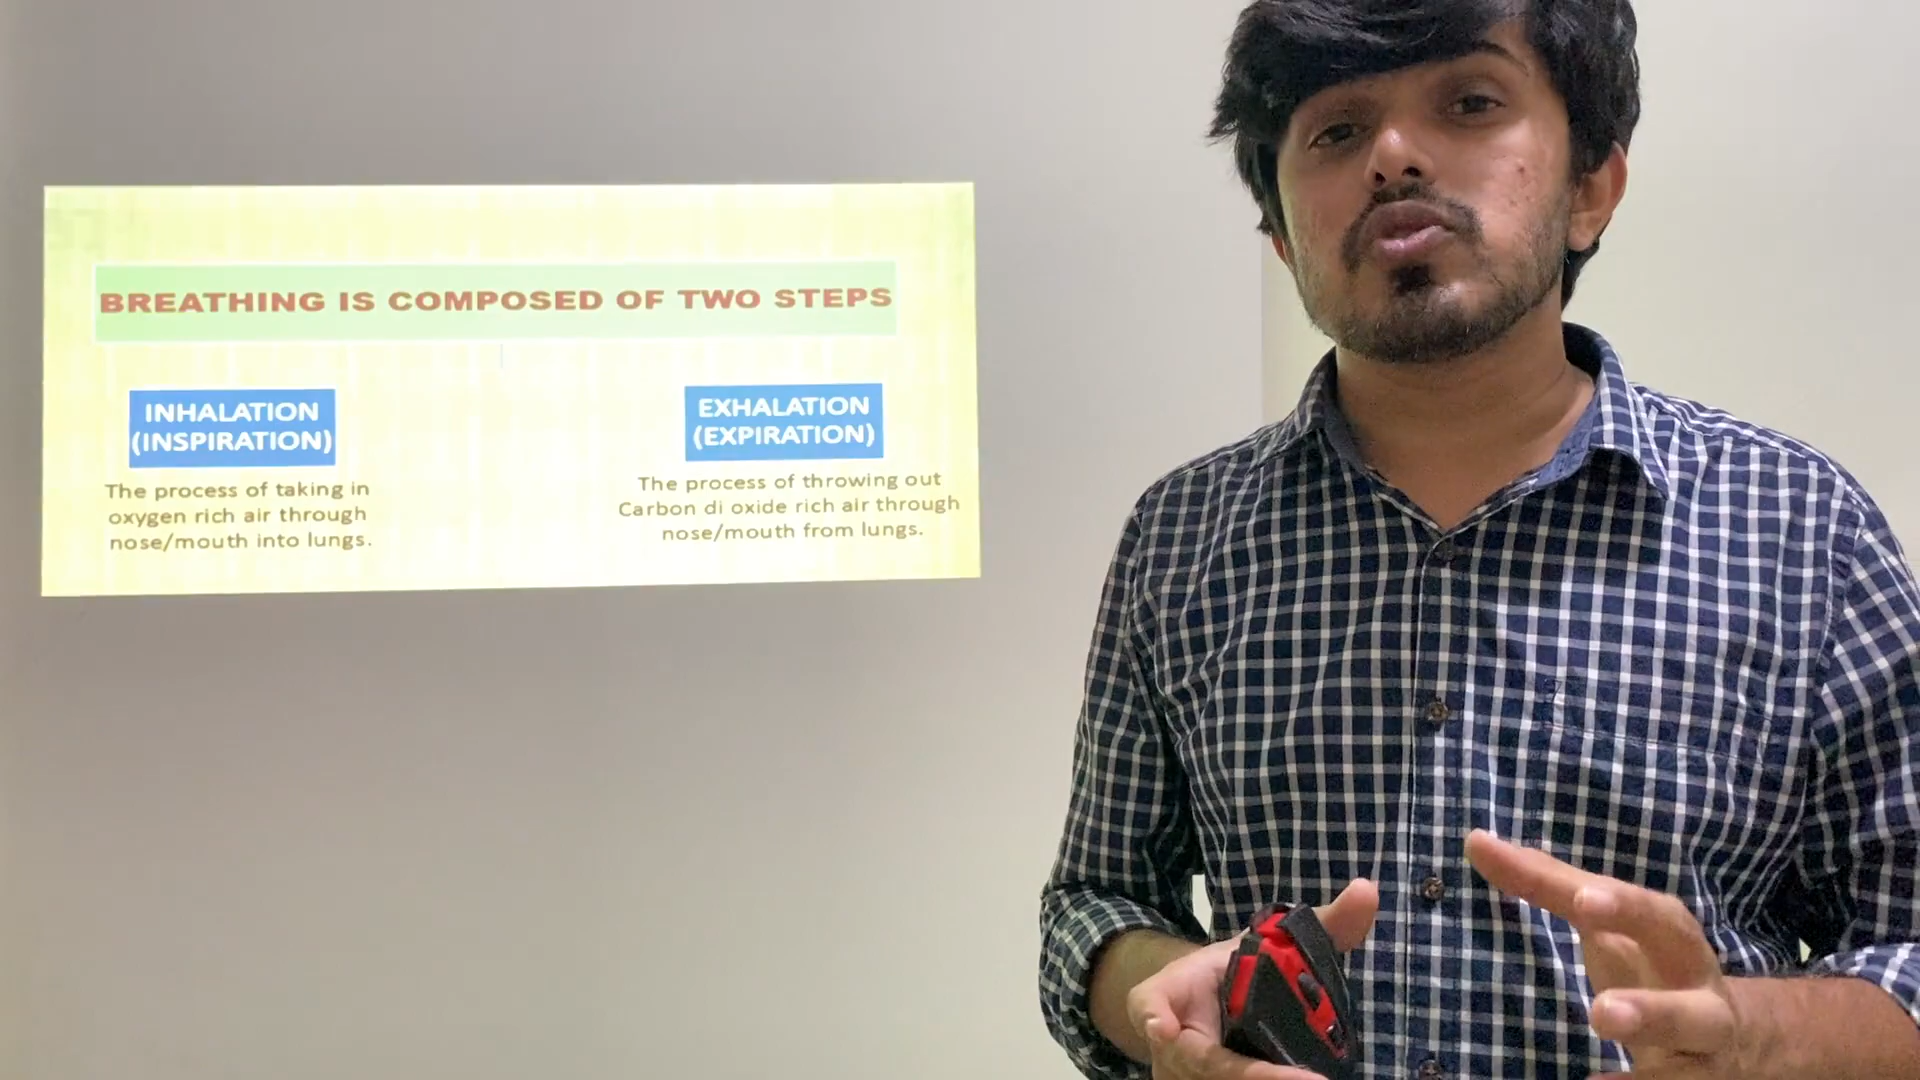 BREATHING IS COMPOSED OF TWO STEPS
INHALATION
(INSPIRATION)
The process of taking in
oxygen rich air through
nose/mouth into lungs.
EXHALATION
(EXPIRATION)
The process of throwing out
Carbon di oxide rich air through
nose/mouth from lungs.